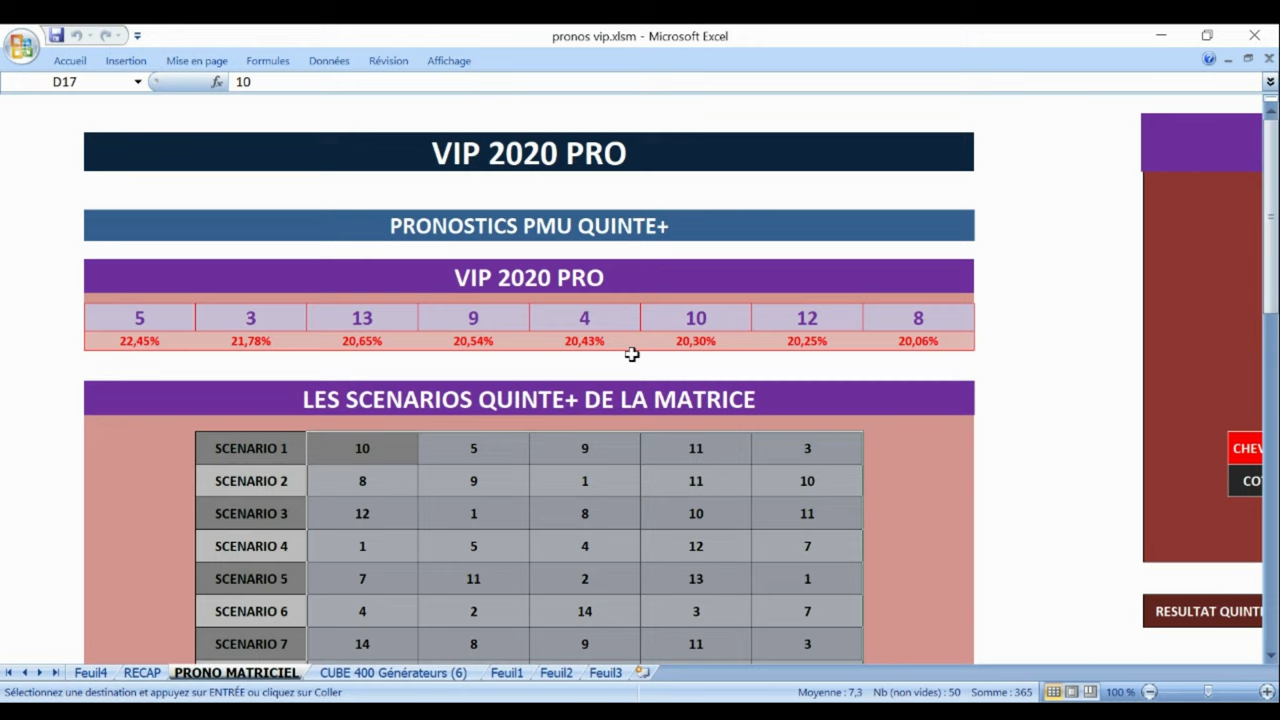 pronos vip.xlsm - Microsoft Excel
Accueil Insertion Mise en page Formules Données Révision Affichage
D17 fx 10
VIP 2020 PRO
PRONOSTICS PMU QUINTE+
VIP 2020 PRO
5 3 13 9 4 10 12 8
22,45% 21,78% 20,65% 20,54% 20,43% 20,30% 20,25% 20,06%
LES SCENARIOS QUINTE+ DE LA MATRICE
SCENARIO 1 10 5 9 11 3
CHEV
SCENARIO 2 8 9 1 11 10
COT
SCENARIO 3 12 1 8 10 11
SCENARIO 4 1 5 4 12 7
SCENARIO 5 7 11 2 13 1
SCENARIO 6 4 2 14 3 7
RESULTAT QUINT
SCENARIO 7 14 8 9 11 3
Feuil4 RECAP PRONO MATRICIEL CUBE 400 Générateurs (6) Feuil1 Feuil2 Feuil3
Sélectionnez une destination et appuyez sur ENTRÉE ou cliquez sur Coller Moyenne : 7,3 Nb (non vides) : 50 Somme : 365 100 %